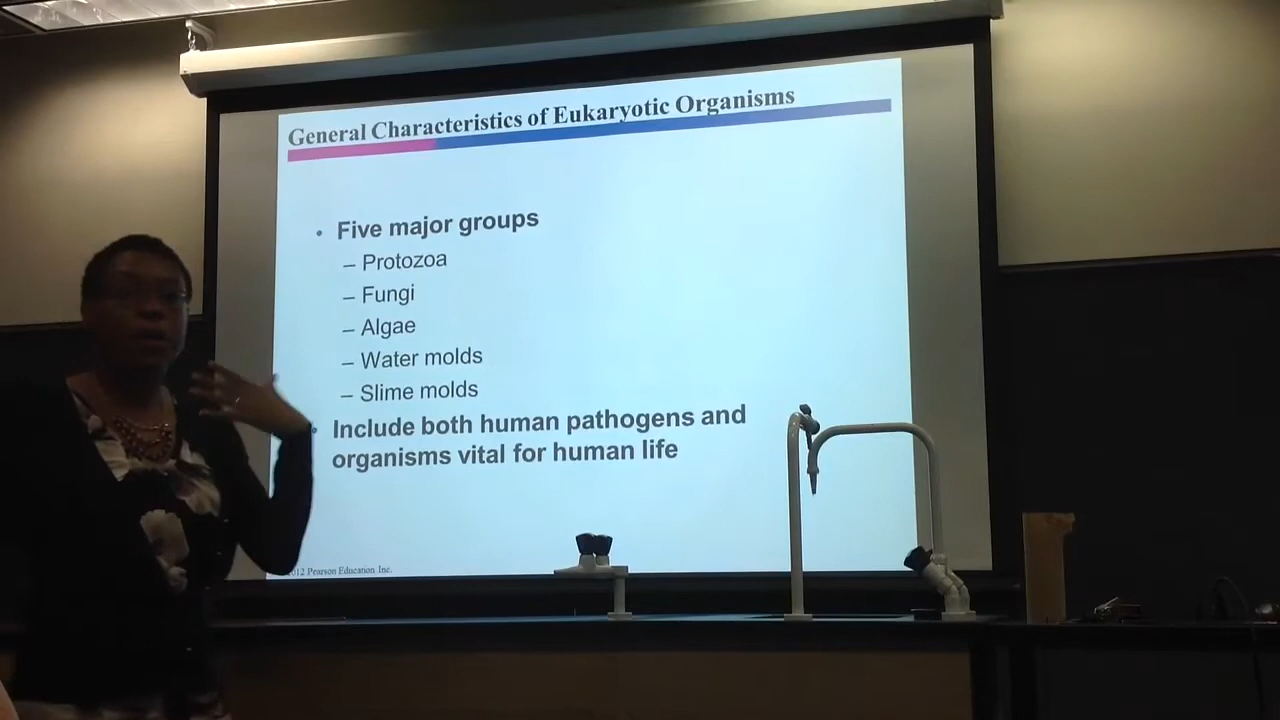 General Characteristics of Eukaryotic Organisms
• Five major groups
– Protozoa
– Fungi
– Algae
– Water molds
– Slime molds
• Include both human pathogens and
organisms vital for human life
12 Pearson Education Inc.